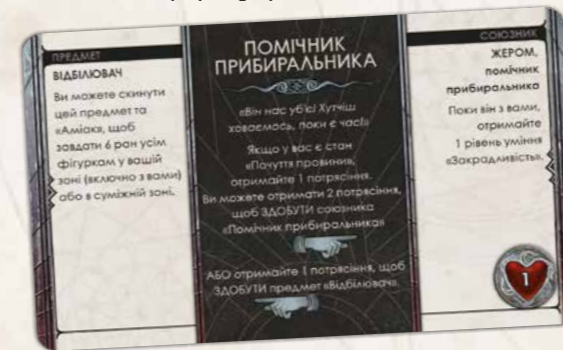 ПРЕДМЕТ
ВІДБІЛЮВАЧ
Ви можете скинути
цей предмет та
«Аміак», щоб
завдати 6 ран усім
фігуркам у вашій
зоні (включно з вами)
або в суміжній зоні.
ПОМІЧНИК
ПРИБИРАЛЬНИКА
«Він нас уб'є! Хутчіш
ховаємось, поки є час!»
Якщо у вас є стан
«Почуття провини»,
отримайте 1 потрясіння.
Ви можете отримати 2 потрясіння,
щоб ЗДОБУТИ союзника
«Помічник прибиральника»
АБО отримайте 1 потрясіння, щоб
ЗДОБУТИ предмет «Відбілювач».
СОЮЗНИК
ЖЕРОМ,
помічник
прибиральника
Поки він з вами,
отримайте
1 рівень уміння
«Закрадливість».
1